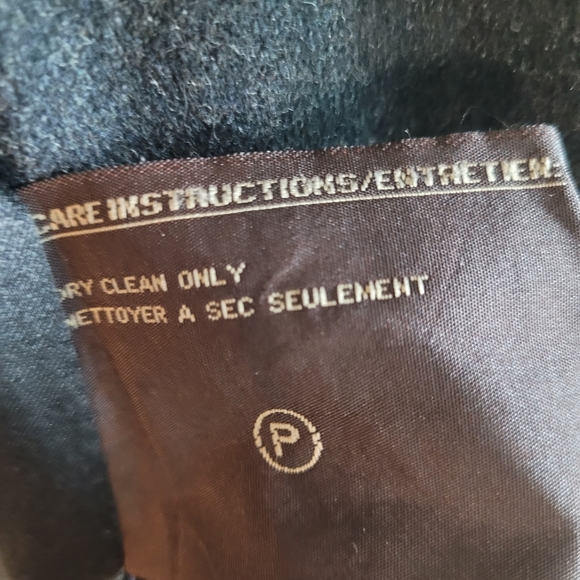 CARE INSTRUCTIONS/ENTRETIEN:
DRY CLEAN ONLY
NETTOYER A SEC SEULEMENT
P